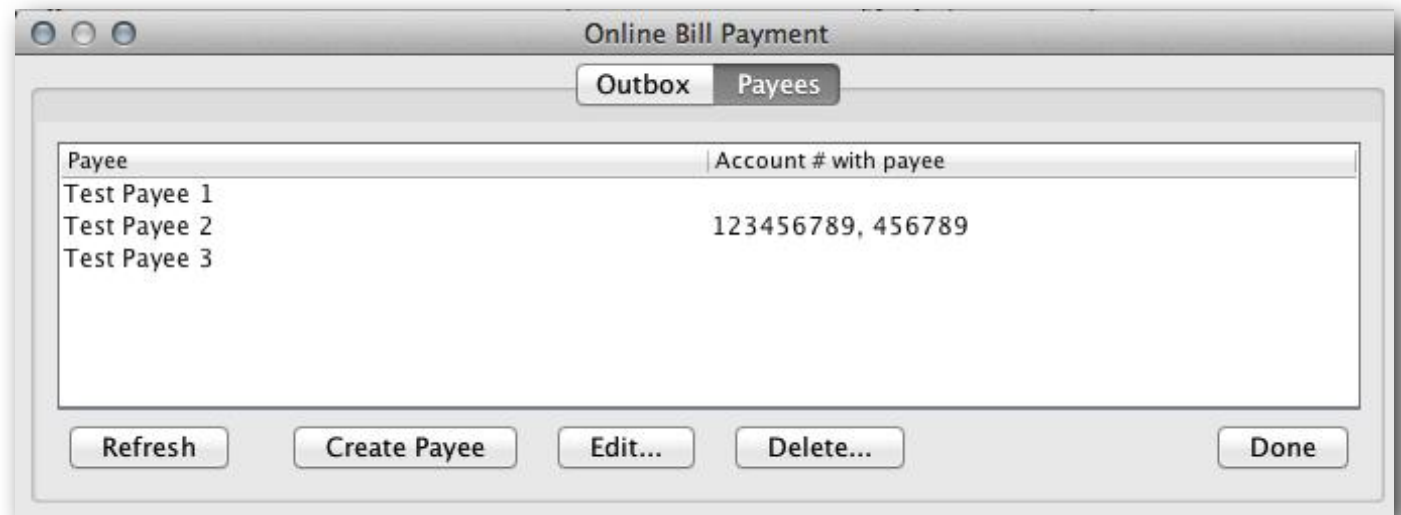 Online Bill Payment
Outbox Payees
Payee Account # with payee
Test Payee 1
Test Payee 2 123456789, 456789
Test Payee 3
Refresh Create Payee Edit... Delete... Done